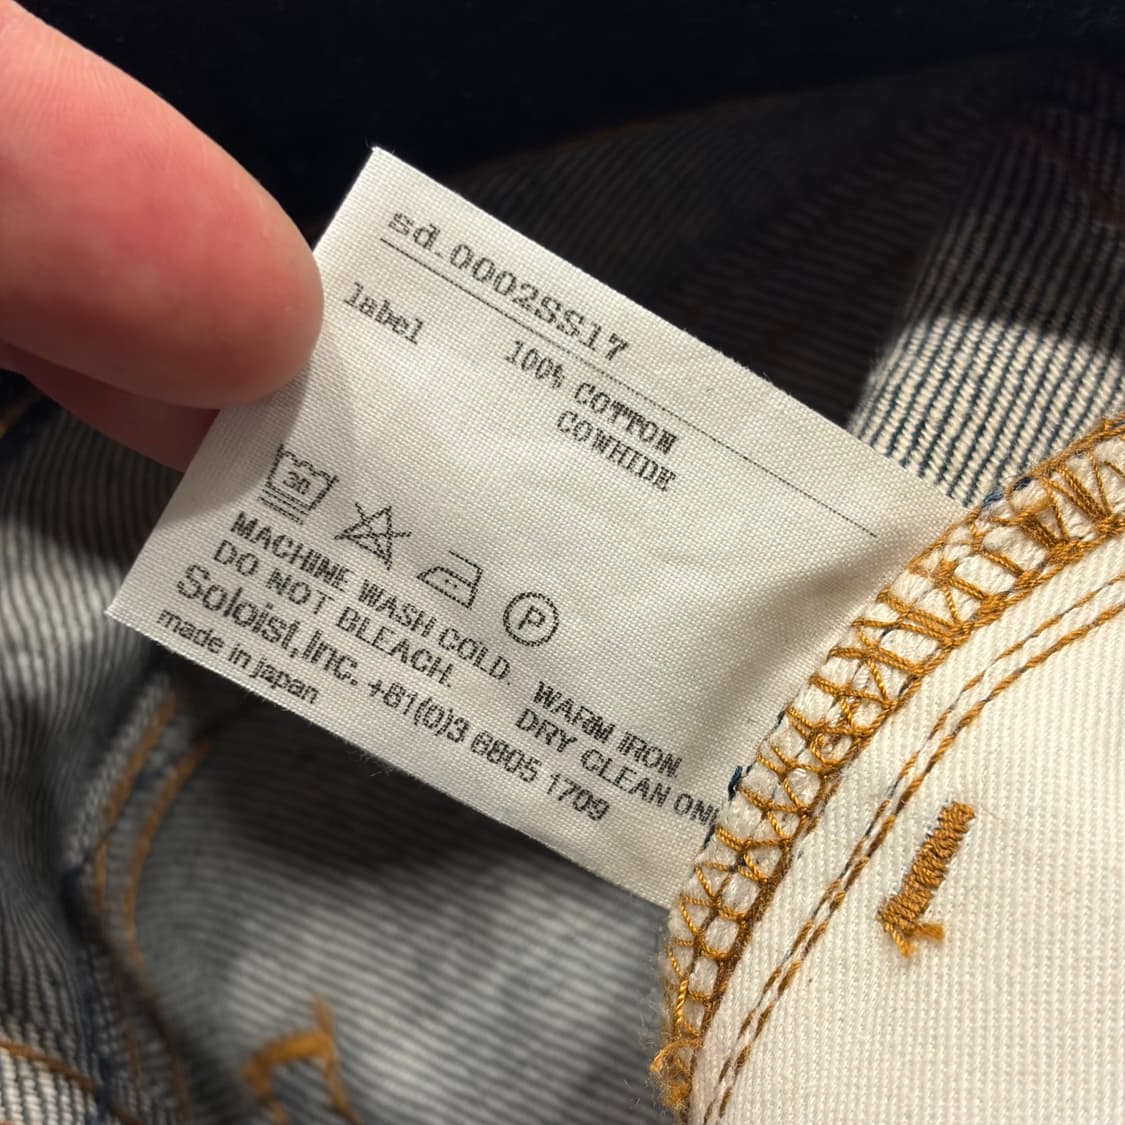 sd.0002SS17
100% COTTON
label COWHIDE
30
P
MACHINE WASH COLD. WARM IRON.
DO NOT BLEACH. DRY CLEAN
Soloist,Inc. +81(0)3 6805 1709
made in japan